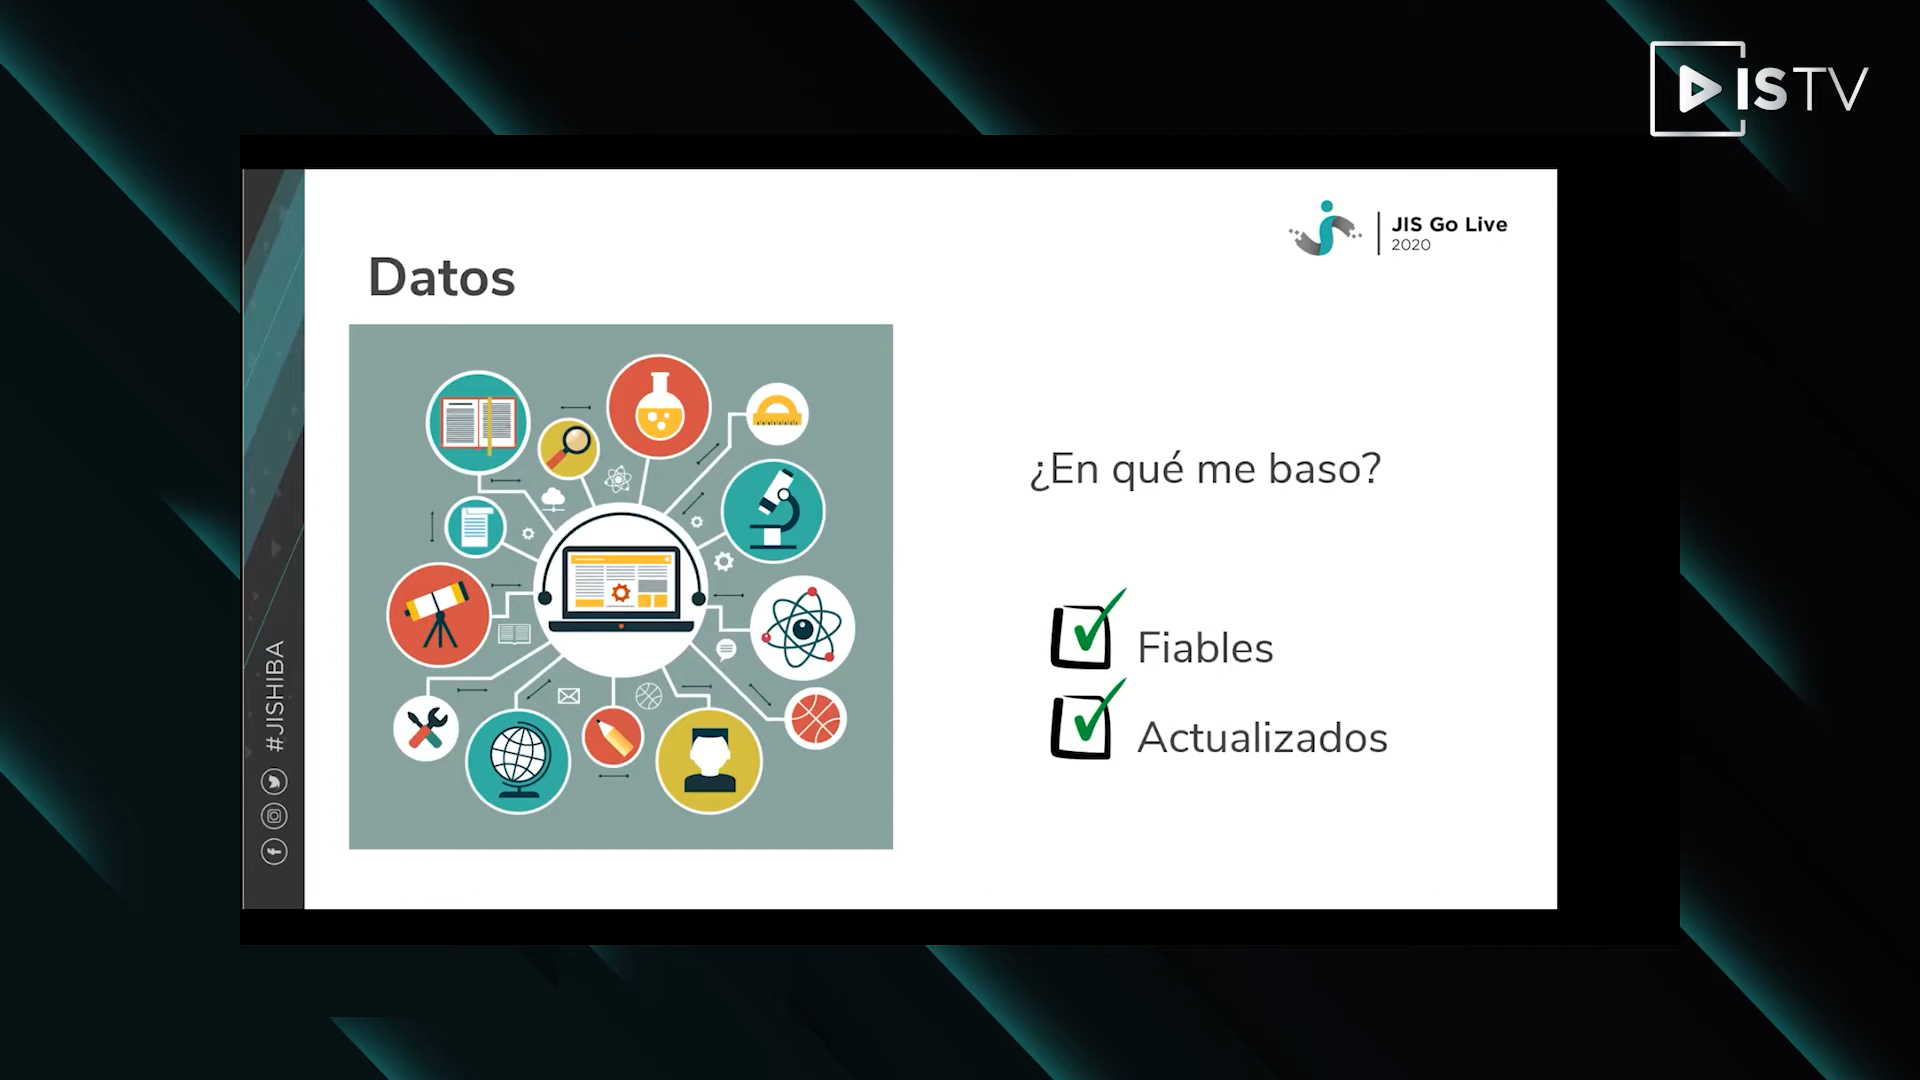 ISTV
JIS Go Live
2020
Datos
¿En qué me baso?
Fiables
Actualizados
#JISHIBA